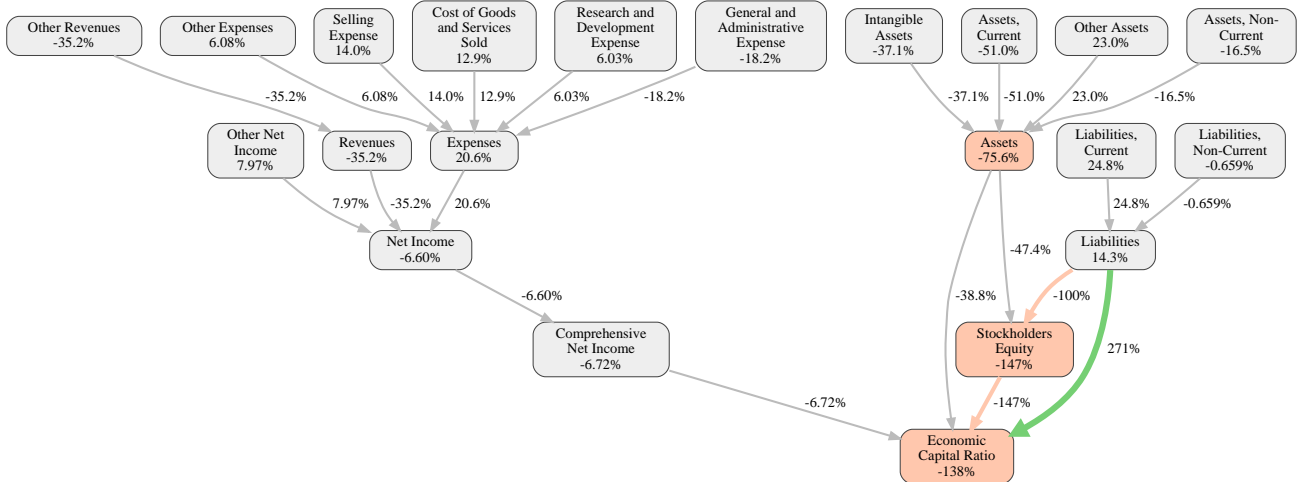 Other Revenues
-35.2%
Other Expenses
6.08%
Selling
Expense
14.0%
Cost of Goods
and Services
Sold
12.9%
Research and
Development
Expense
6.03%
General and
Administrative
Expense
-18.2%
Intangible
Assets
-37.1%
Assets,
Current
-51.0%
Other Assets
23.0%
Assets, Non-
Current
-16.5%
-35.2%
6.08%
14.0%
12.9%
6.03%
-18.2%
-37.1%
-51.0%
23.0%
-16.5%
Other Net
Income
7.97%
Revenues
-35.2%
Expenses
20.6%
Assets
-75.6%
Liabilities,
Current
24.8%
Liabilities,
Non-Current
-0.659%
7.97%
-35.2%
20.6%
24.8%
-0.659%
Net Income
-6.60%
-47.4%
Liabilities
14.3%
-6.60%
-38.8%
-100%
Comprehensive
Net Income
-6.72%
Stockholders
Equity
-147%
271%
-6.72%
-147%
Economic
Capital Ratio
-138%